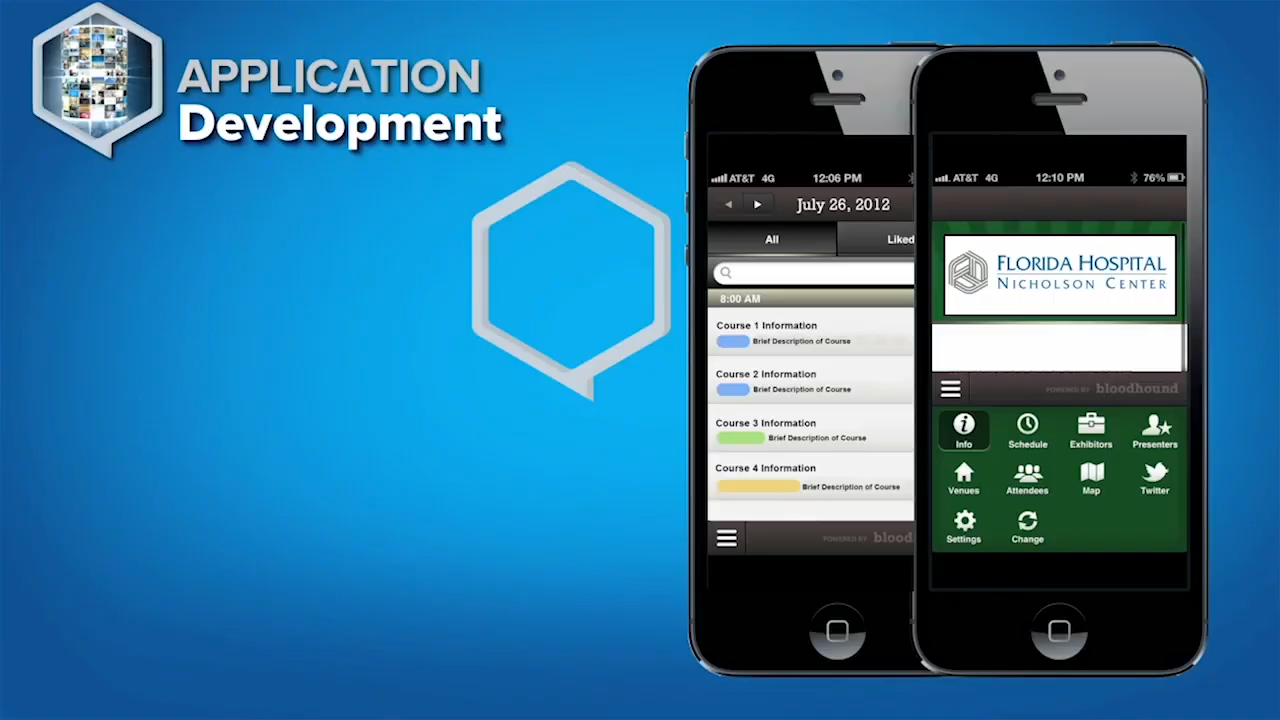 APPLICATION
Development
AT&T 4G 12:06 PM
July 26, 2012
All Liked
8:00 AM
Course 1 Information
Brief Description of Course
Course 2 Information
Brief Description of Course
Course 3 Information
Brief Description of Course
Course 4 Information
Brief Description of Course
POWERED BY blood
AT&T 4G 12:10 PM 76%
FLORIDA HOSPITAL
NICHOLSON CENTER
POWERED BY bloodhound
Info Schedule Exhibitors Presenters
Venues Attendees Map Twitter
Settings Change